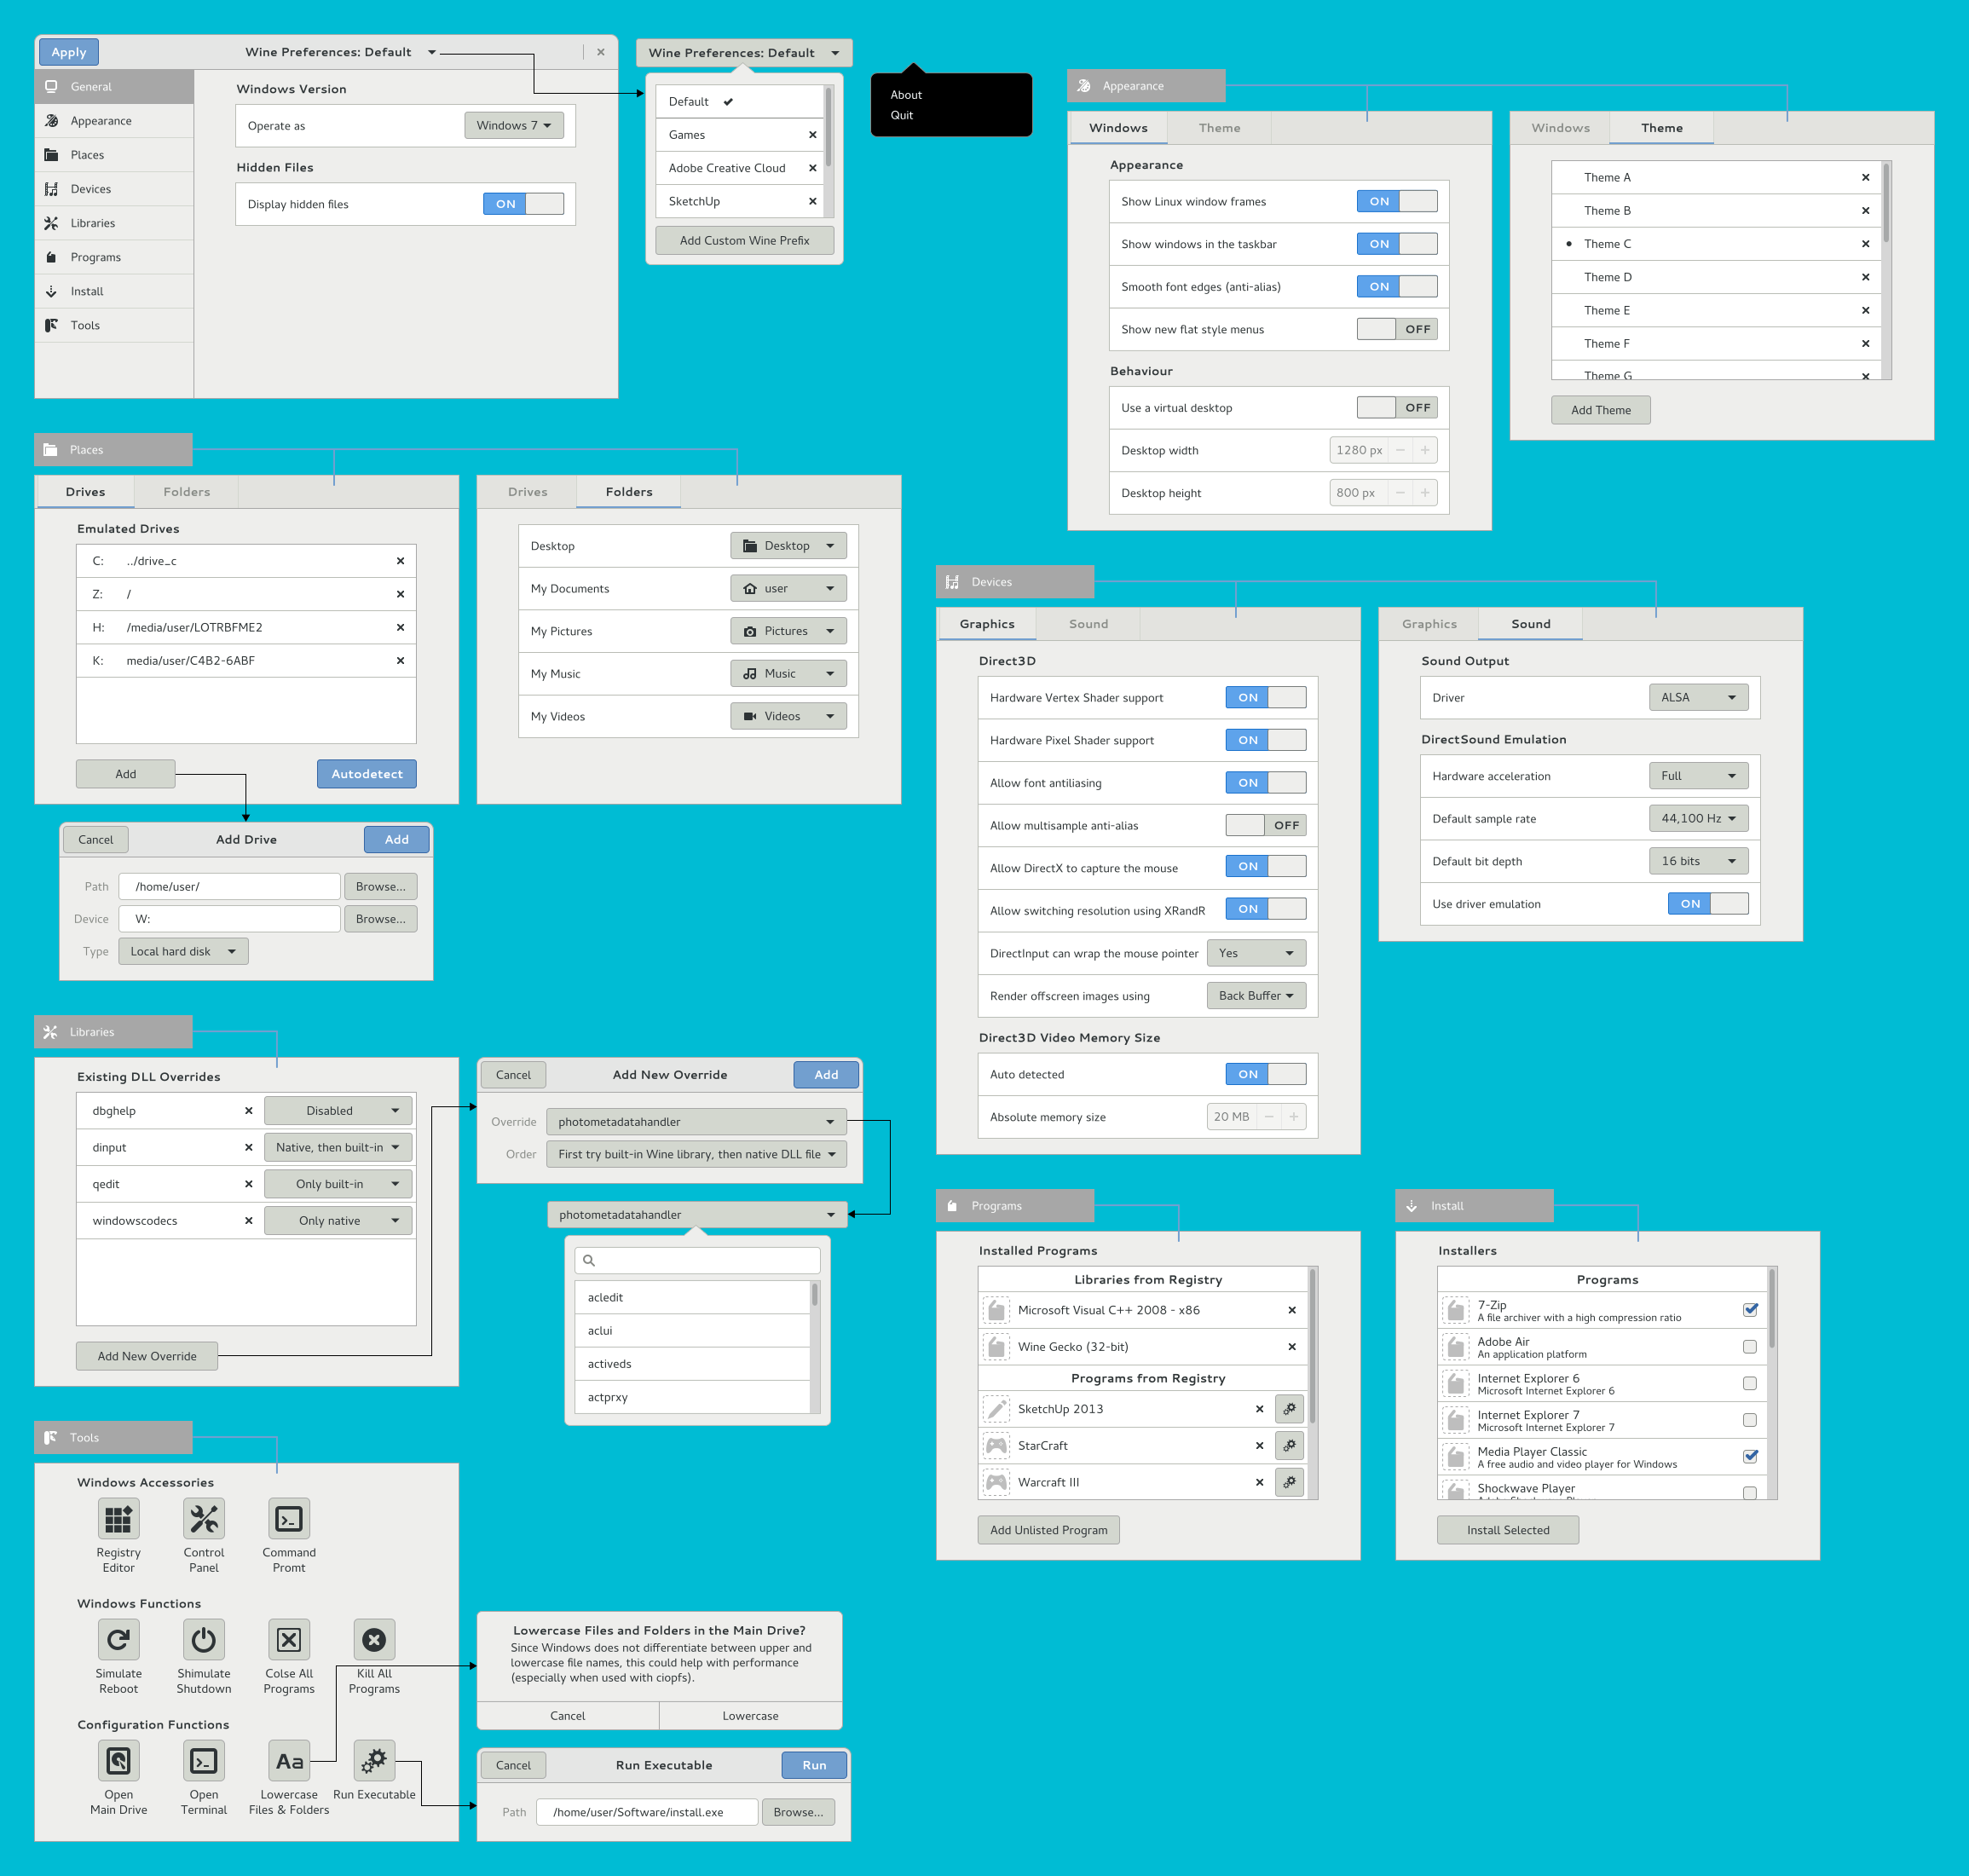 Apply
Wine Preferences: Default
General
Appearance
Places
Devices
Libraries
Programs
Install
Tools
Windows Version
Operate as
Windows 7
Hidden Files
Display hidden files
ON
Wine Preferences: Default
Default
Games
Adobe Creative Cloud
SketchUp
Add Custom Wine Prefix
About
Quit
Appearance
Windows
Theme
Appearance
Show Linux window frames
ON
Show windows in the taskbar
ON
Smooth font edges (anti-alias)
ON
Show new flat style menus
OFF
Behaviour
Use a virtual desktop
OFF
Desktop width
1280 px
Desktop height
800 px
Windows
Theme
Theme A
Theme B
Theme C
Theme D
Theme E
Theme F
Theme G
Add Theme
Places
Drives
Folders
Emulated Drives
C: ../drive_c
Z: /
H: /media/user/LOTRBFME2
K: media/user/C4B2-6ABF
Add
Autodetect
Drives
Folders
Desktop
Desktop
My Documents
user
My Pictures
Pictures
My Music
Music
My Videos
Videos
Cancel
Add Drive
Add
Path
/home/user/
Browse...
Device
W:
Browse...
Type
Local hard disk
Devices
Graphics
Sound
Direct3D
Hardware Vertex Shader support
ON
Hardware Pixel Shader support
ON
Allow font antiliasing
ON
Allow multisample anti-alias
OFF
Allow DirectX to capture the mouse
ON
Allow switching resolution using XRandR
ON
DirectInput can wrap the mouse pointer
Yes
Render offscreen images using
Back Buffer
Direct3D Video Memory Size
Auto detected
ON
Absolute memory size
20 MB
Graphics
Sound
Sound Output
Driver
ALSA
DirectSound Emulation
Hardware acceleration
Full
Default sample rate
44,100 Hz
Default bit depth
16 bits
Use driver emulation
ON
Libraries
Existing DLL Overrides
dbghelp
Disabled
dinput
Native, then built-in
qedit
Only built-in
windowscodecs
Only native
Add New Override
Cancel
Add New Override
Add
Override
photometadatahandler
Order
First try built-in Wine library, then native DLL file
photometadatahandler
acledit
aclui
activeds
actprxy
Programs
Installed Programs
Libraries from Registry
Microsoft Visual C++ 2008 - x86
Wine Gecko (32-bit)
Programs from Registry
SketchUp 2013
StarCraft
Warcraft III
Add Unlisted Program
Install
Installers
Programs
7-Zip
A file archiver with a high compression ratio
Adobe Air
An application platform
Internet Explorer 6
Microsoft Internet Explorer 6
Internet Explorer 7
Microsoft Internet Explorer 7
Media Player Classic
A free audio and video player for Windows
Shockwave Player
Install Selected
Tools
Windows Accessories
Registry
Editor
Control
Panel
Command
Promt
Windows Functions
Simulate
Reboot
Shimulate
Shutdown
Colse All
Programs
Kill All
Programs
Configuration Functions
Open
Main Drive
Open
Terminal
Aa
Lowercase
Files & Folders
Run Executable
Lowercase Files and Folders in the Main Drive?
Since Windows does not differentiate between upper and
lowercase file names, this could help with performance
(especially when used with ciopfs).
Cancel
Lowercase
Cancel
Run Executable
Run
Path
/home/user/Software/install.exe
Browse...